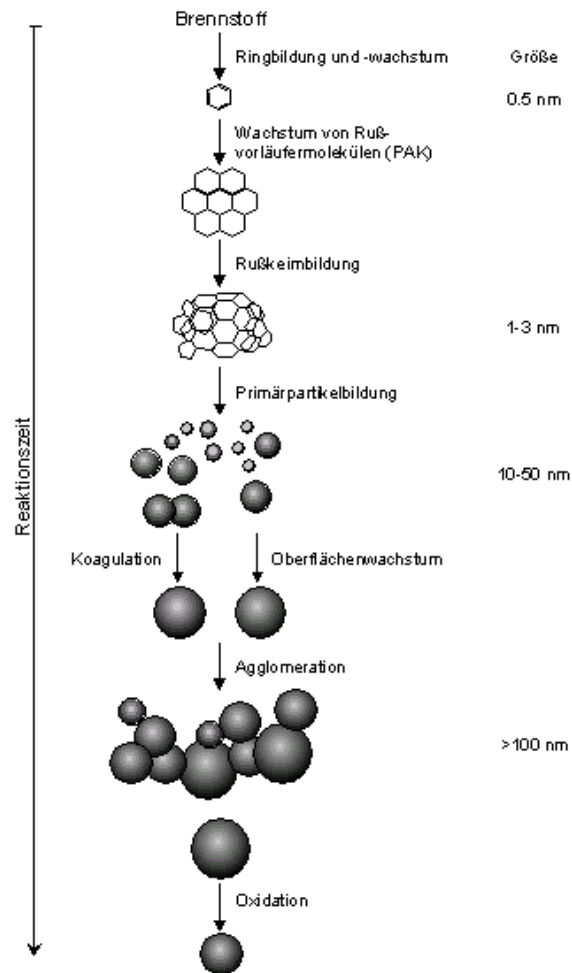 Brennstoff
Ringbildung und -wachstum
Größe
0.5 nm
Wachstum von Ruß-
vorläufermolekülen (PAK)
Rußkeimbildung
1-3 nm
Primärpartikelbildung
Reaktionszeit
10-50 nm
Koagulation
Oberflächenwachstum
Agglomeration
>100 nm
Oxidation